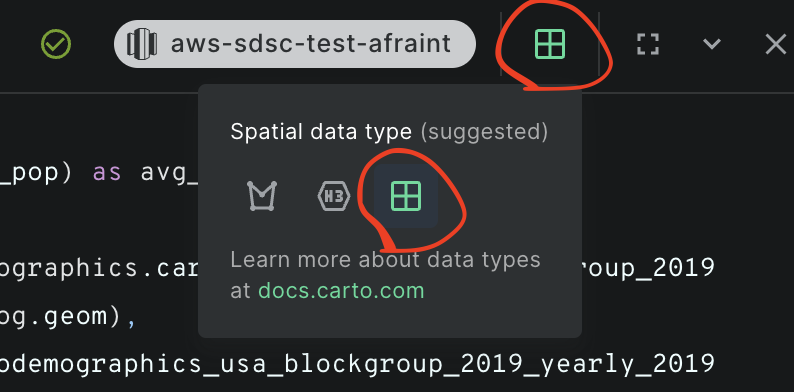 aws-sdsc-test-afraint
Spatial data type (suggested)
_pop) as avg_
H3
ographics.car
roup_2019
Learn more about data types
at docs.carto.com
og.geom),
odemographics_usa_blockgroup_2019_yearly_2019